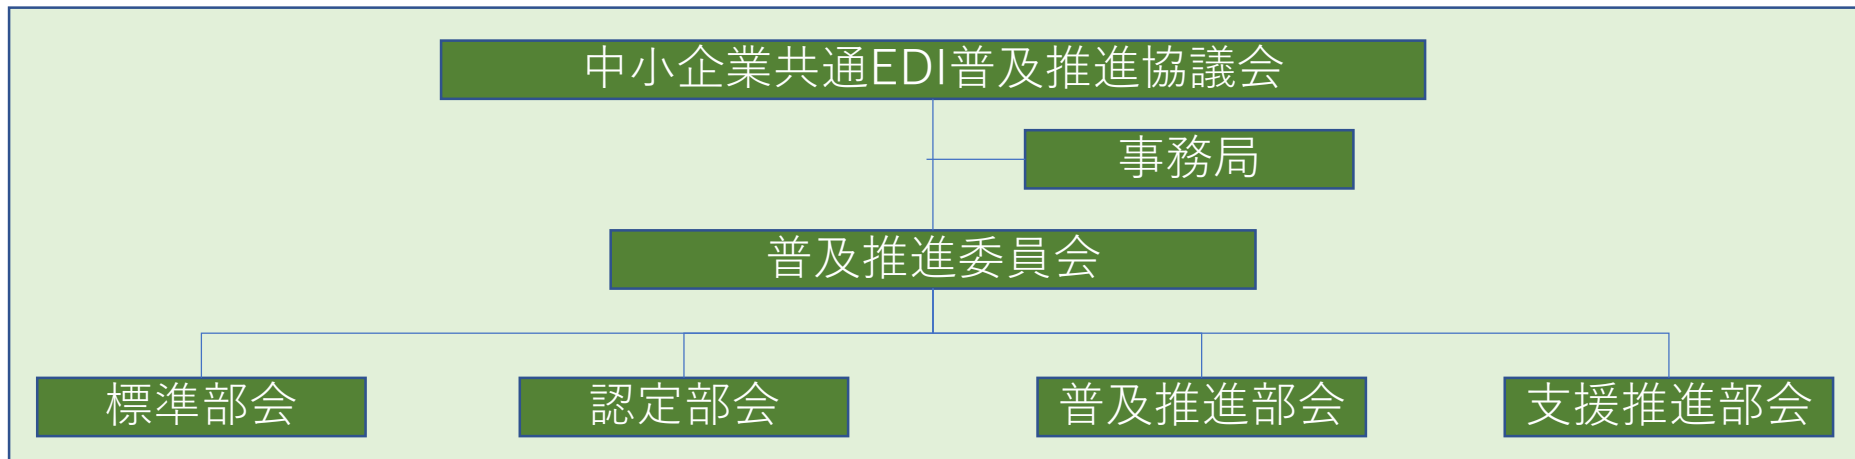 中小企業共通EDI普及推進協議会
事務局
普及推進委員会
標準部会
認定部会
普及推進部会
支援推進部会